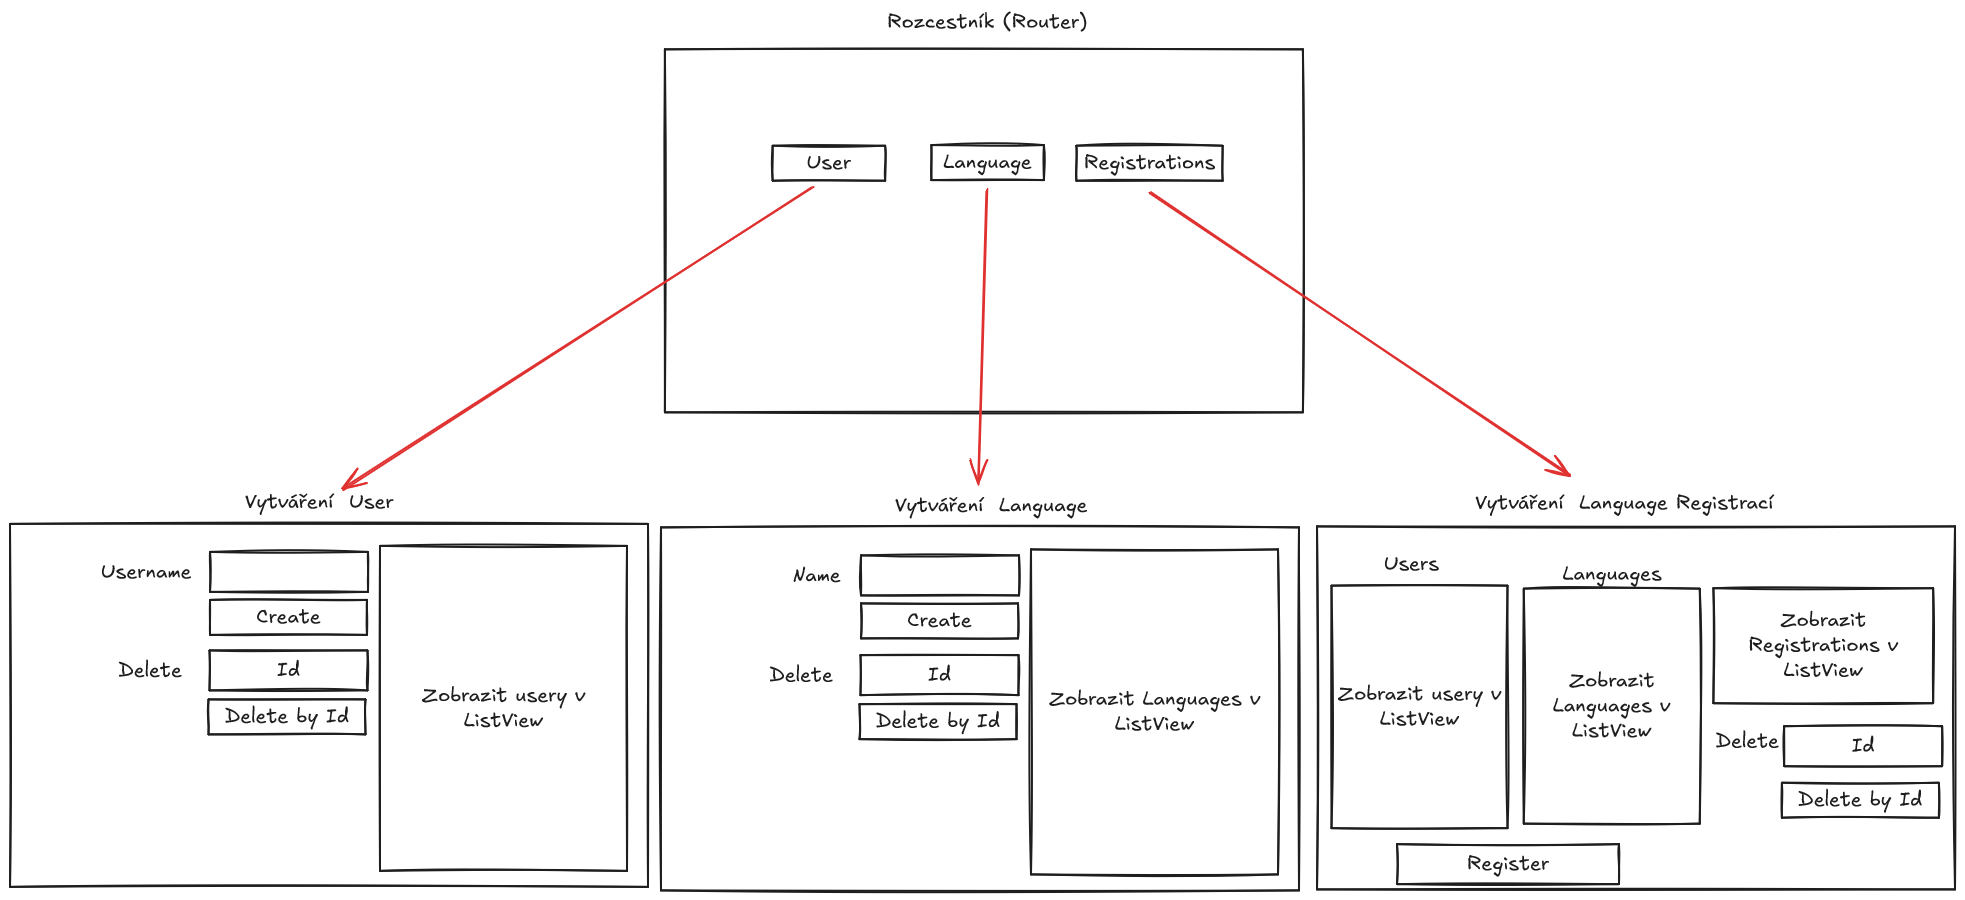 Rozcestník (Router)
User
Language
Registrations
Vytváření User
Username
Create
Delete
Id
Delete by Id
Zobrazit usery v
ListView
Vytváření Language
Name
Create
Delete
Id
Delete by Id
Zobrazit Languages v
ListView
Vytváření Language Registrací
Users
Zobrazit usery v
ListView
Languages
Zobrazit
Languages v
ListView
Zobrazit
Registrations v
ListView
Delete
Id
Delete by Id
Register